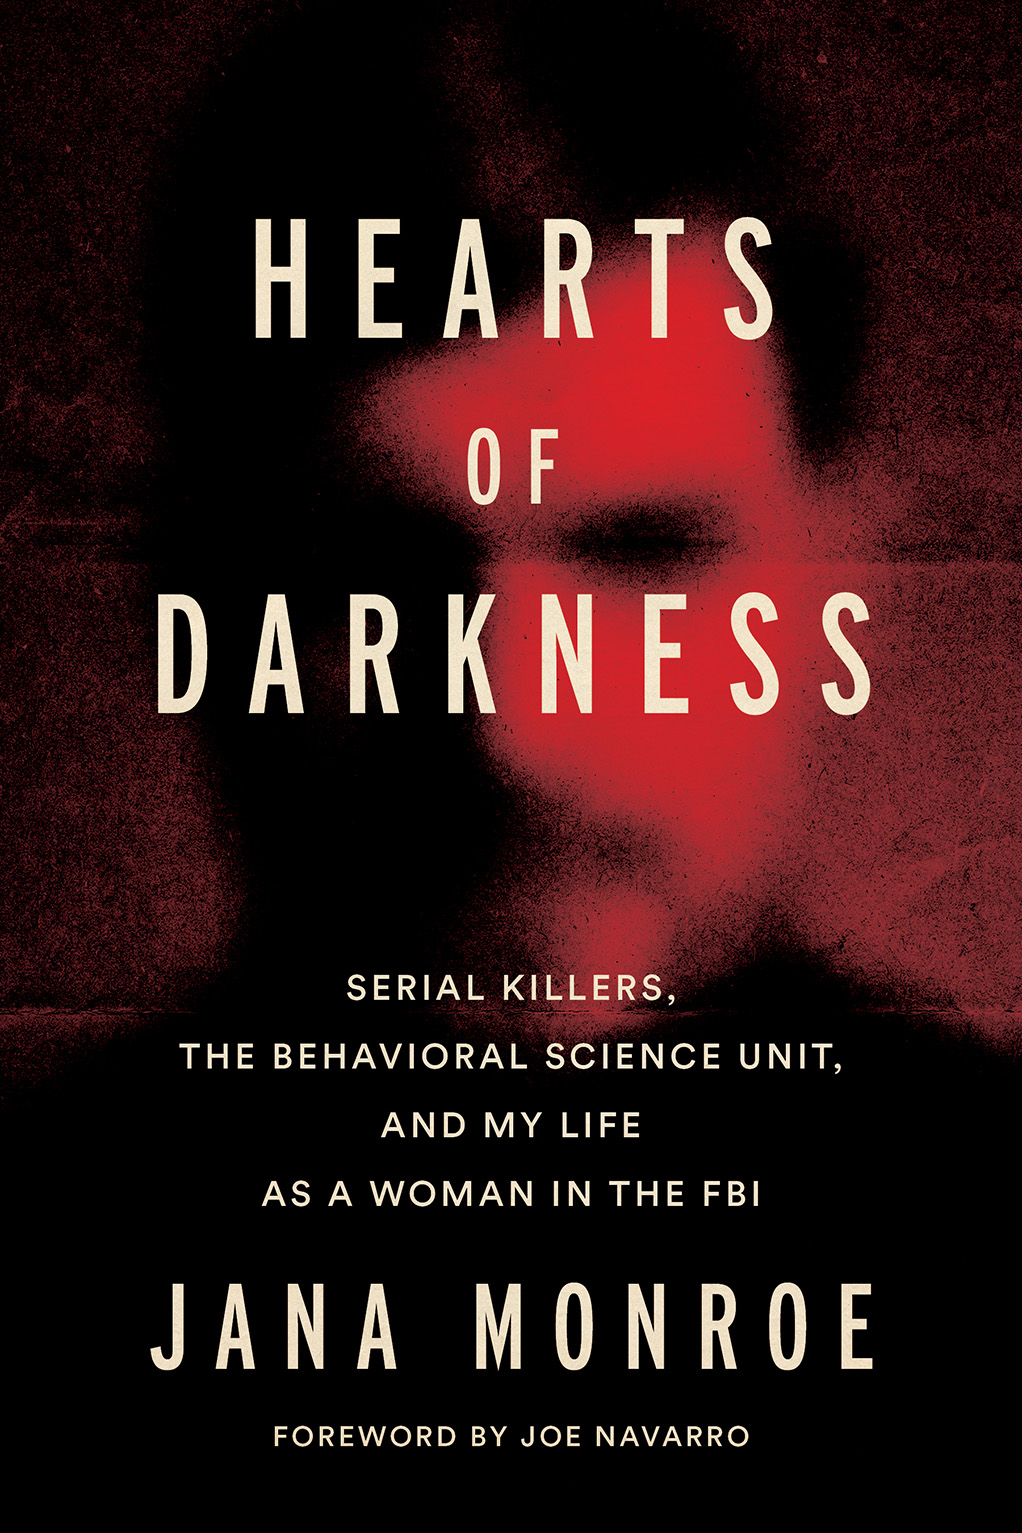 HEARTS
OF
DARKNESS
SERIAL KILLERS,
THE BEHAVIORAL SCIENCE UNIT,
AND MY LIFE
AS A WOMAN IN THE FBI
JANA MONROE
FOREWORD BY JOE NAVARRO